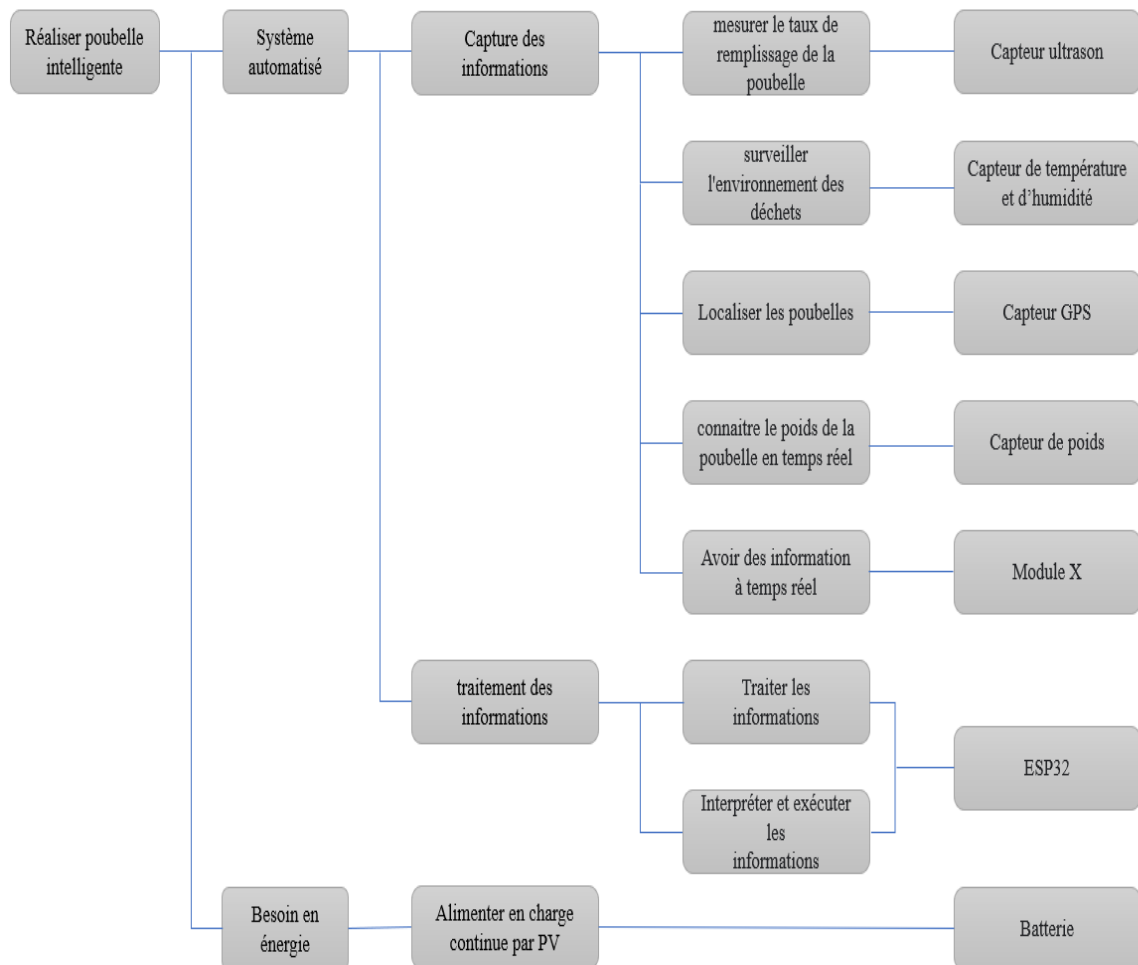 Réaliser poubelle
intelligente
Système
automatisé
Capture des
informations
mesurer le taux de
remplissage de la
poubelle
Capteur ultrason
surveiller
l'environnement des
déchets
Capteur de température
et d’humidité
Localiser les poubelles
Capteur GPS
connaitre le poids de la
poubelle en temps réel
Capteur de poids
Avoir des information
à temps réel
Module X
traitement des
informations
Traiter les
informations
Interpréter et exécuter
les
informations
ESP32
Besoin en
énergie
Alimenter en charge
continue par PV
Batterie